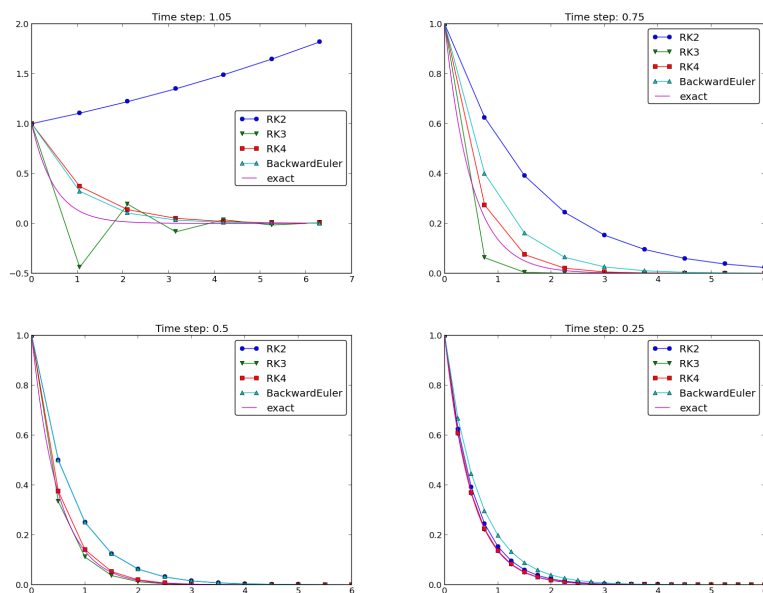 Time step: 1.05
2.0
1.5
1.0
0.5
0.0
−0.5
0 1 2 3 4 5 6 7
RK2
RK3
RK4
BackwardEuler
exact
Time step: 0.75
1.0
0.8
0.6
0.4
0.2
0.0
0 1 2 3 4 5 6
RK2
RK3
RK4
BackwardEuler
exact
Time step: 0.5
1.0
0.8
0.6
0.4
0.2
0.0
0 1 2 3 4 5 6
RK2
RK3
RK4
BackwardEuler
exact
Time step: 0.25
1.0
0.8
0.6
0.4
0.2
0.0
0 1 2 3 4 5
RK2
RK3
RK4
BackwardEuler
exact